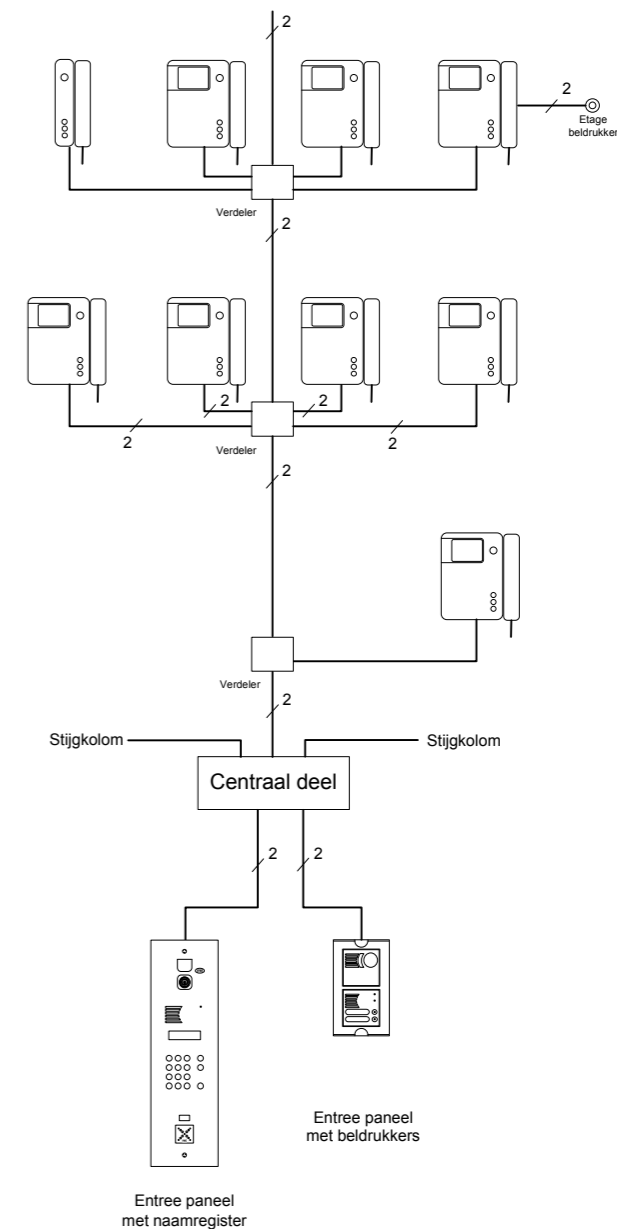 2
2
Etage
beldrukker
Verdeler
2
2
2
2
2
Verdeler
2
Verdeler
2
Stijgkolom
Stijgkolom
Centraal deel
2
2
Entree paneel
met beldrukkers
Entree paneel
met naamregister